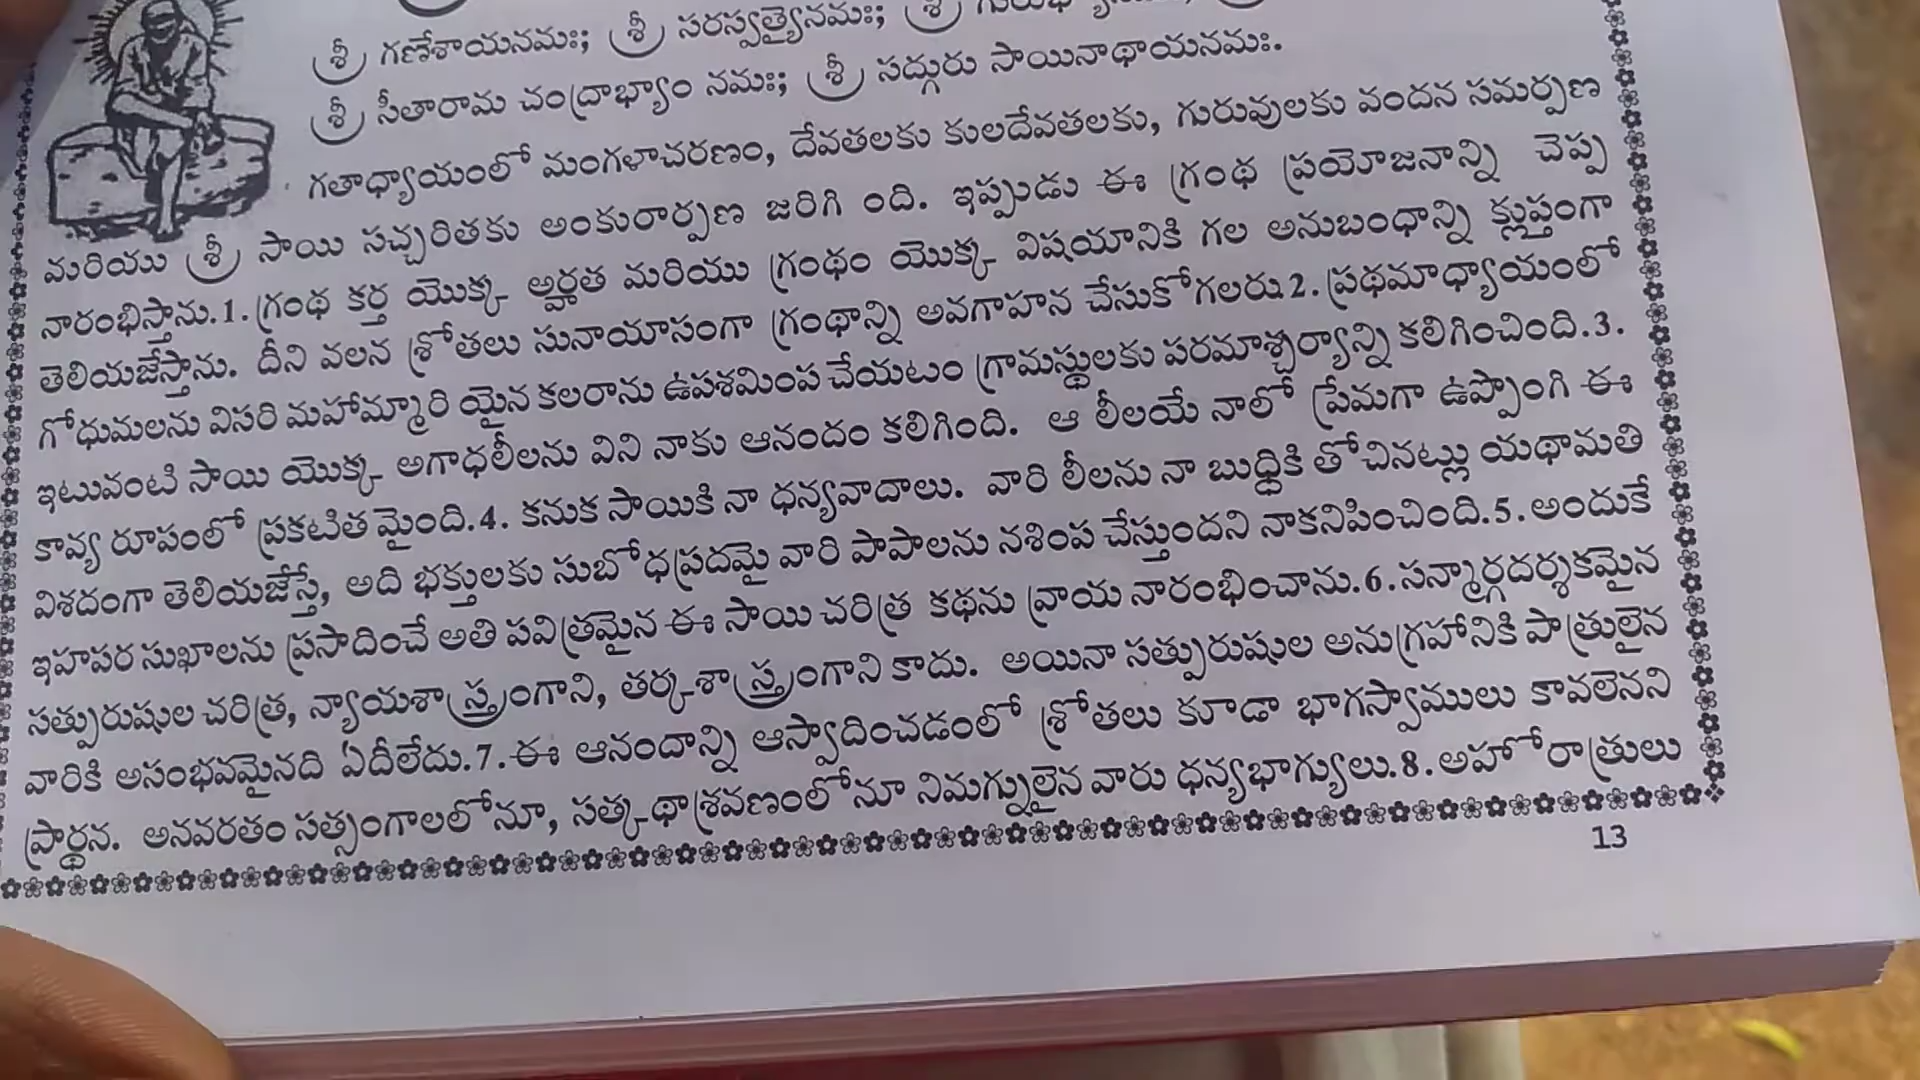 శ్రీ గణేశాయనమః; శ్రీ సరస్వత్యైనమః; శ్రీ
శ్రీ సీతారామ చంద్రాభ్యాం నమః; శ్రీ సద్గురు సాయినాథాయనమః.
గతాధ్యాయంలో మంగళాచరణం, దేవతలకు కులదేవతలకు, గురువులకు వందన సమర్పణ
మరియు శ్రీ సాయి సచ్చరితకు అంకురార్పణ జరిగి ంది. ఇప్పుడు ఈ గ్రంథ ప్రయోజనాన్ని చెప్ప
నారంభిస్తాను.1. గ్రంథ కర్త యొక్క అర్హత మరియు గ్రంథం యొక్క విషయానికి గల అనుబంధాన్ని క్లుప్తంగా
తెలియజేస్తాను. దీని వలన శ్రోతలు సునాయాసంగా గ్రంథాన్ని అవగాహన చేసుకోగలరు.2. ప్రథమాధ్యాయంలో
గోధుమలను విసరి మహామ్మారి యైన కలరాను ఉపశమింప చేయటం గ్రామస్థులకు పరమాశ్చర్యాన్ని కలిగించింది.3.
ఇటువంటి సాయి యొక్క అగాధలీలను విని నాకు ఆనందం కలిగింది. ఆ లీలయే నాలో ప్రేమగా ఉప్పొంగి ఈ
కావ్య రూపంలో ప్రకటిత మైంది.4. కనుక సాయికి నా ధన్యవాదాలు. వారి లీలను నా బుద్ధికి తోచినట్లు యథామతి
విశదంగా తెలియజేస్తే, అది భక్తులకు సుబోధప్రదమై వారి పాపాలను నశింప చేస్తుందని నాకనిపించింది.5. అందుకే
ఇహపర సుఖాలను ప్రసాదించే అతి పవిత్రమైన ఈ సాయి చరిత్ర కథను వ్రాయ నారంభించాను.6. సన్మార్గదర్శకమైన
సత్పురుషుల చరిత్ర, న్యాయశాస్త్రంగాని, తర్కశాస్త్రంగాని కాదు. అయినా సత్పురుషుల అనుగ్రహానికి పాత్రులైన
వారికి అసంభవమైనది ఏదీలేదు.7. ఈ ఆనందాన్ని ఆస్వాదించడంలో శ్రోతలు కూడా భాగస్వాములు కావలెనని
ప్రార్థన. అనవరతం సత్సంగాలలోనూ, సత్కథాశ్రవణంలోనూ నిమగ్నులైన వారు ధన్యభాగ్యులు.8. అహోరాత్రులు
13